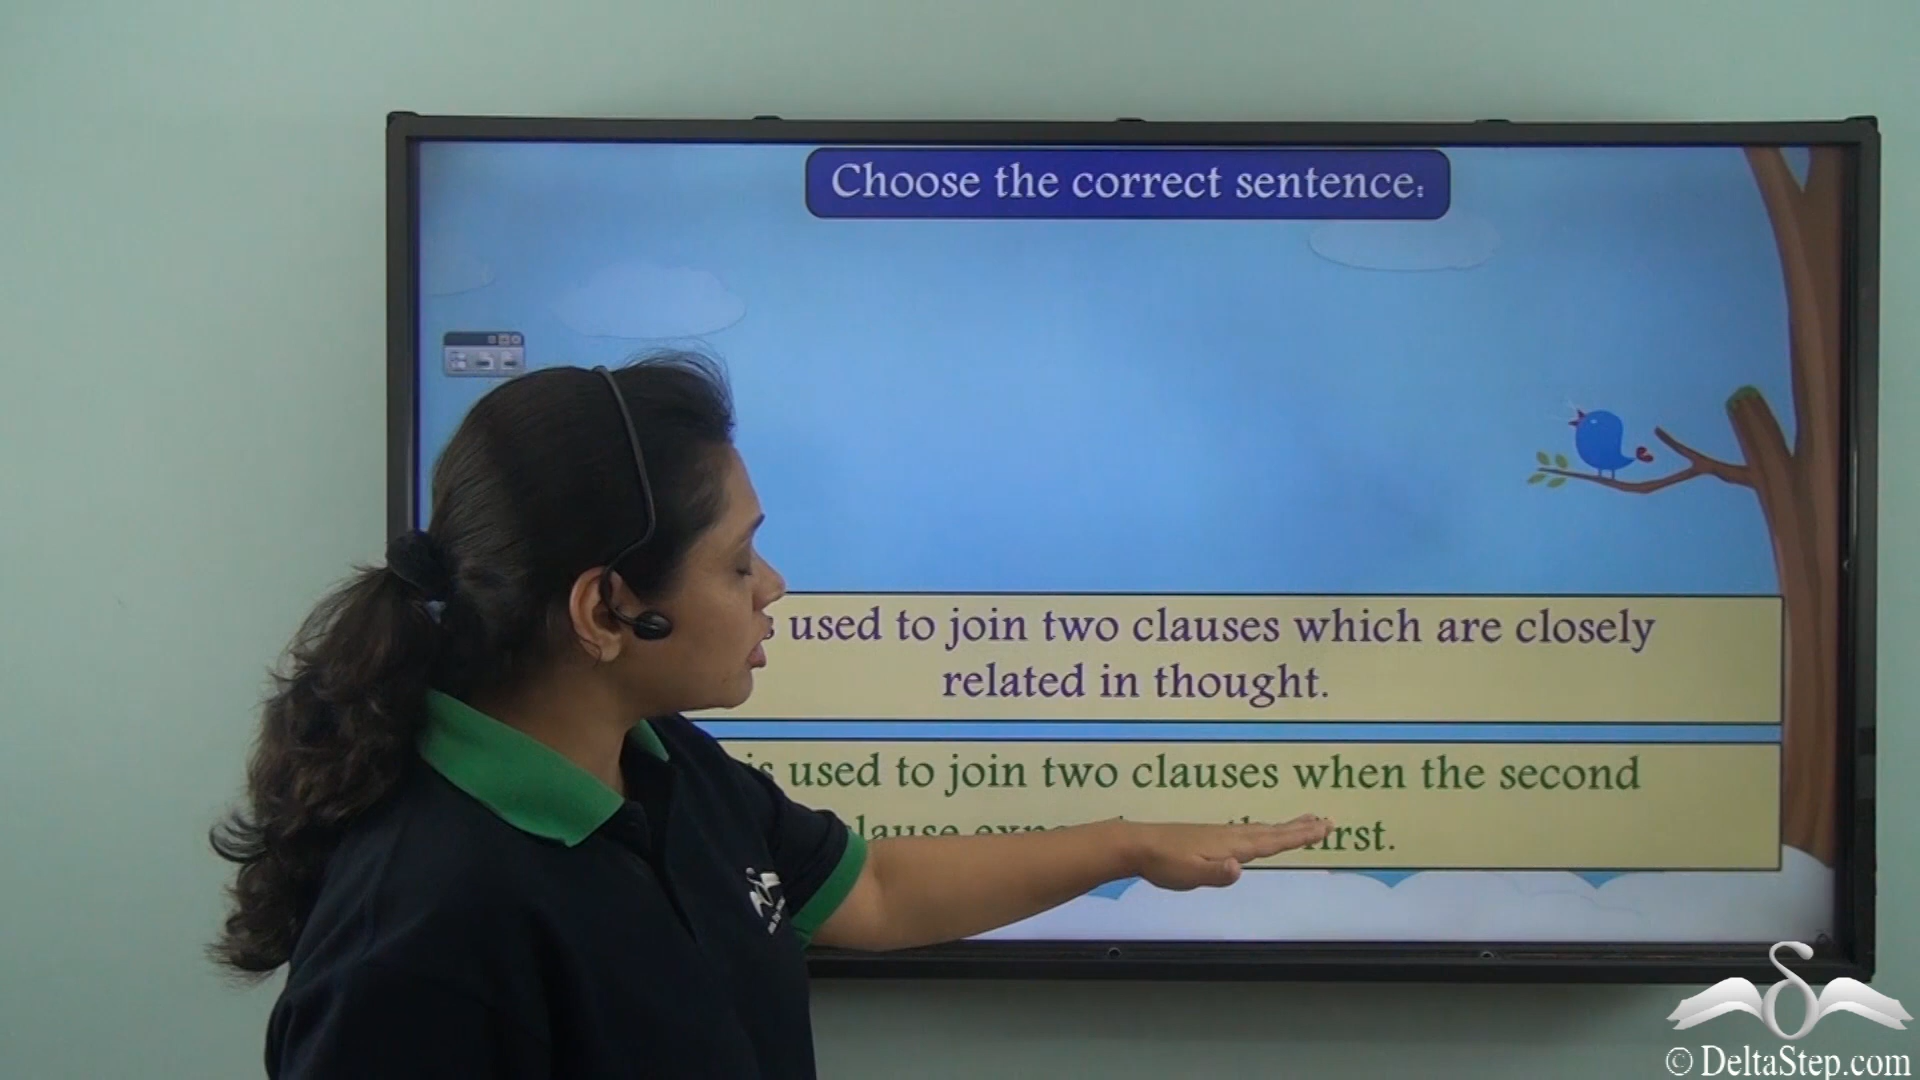 Choose the correct sentence:
used to join two clauses which are closely
related in thought.
is used to join two clauses when the second
first.
© DeltaStep.com